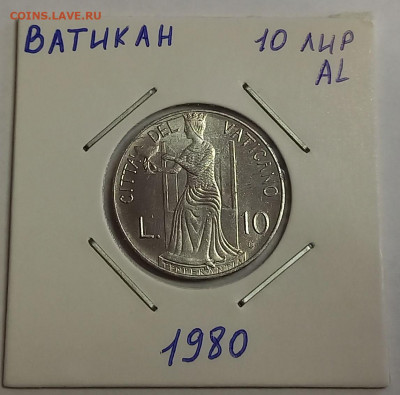 COINS.LAVE.RU
ВАТИКАН
10 ЛИР
AL
CITTA' DEL VATICANO
L. 10
1980